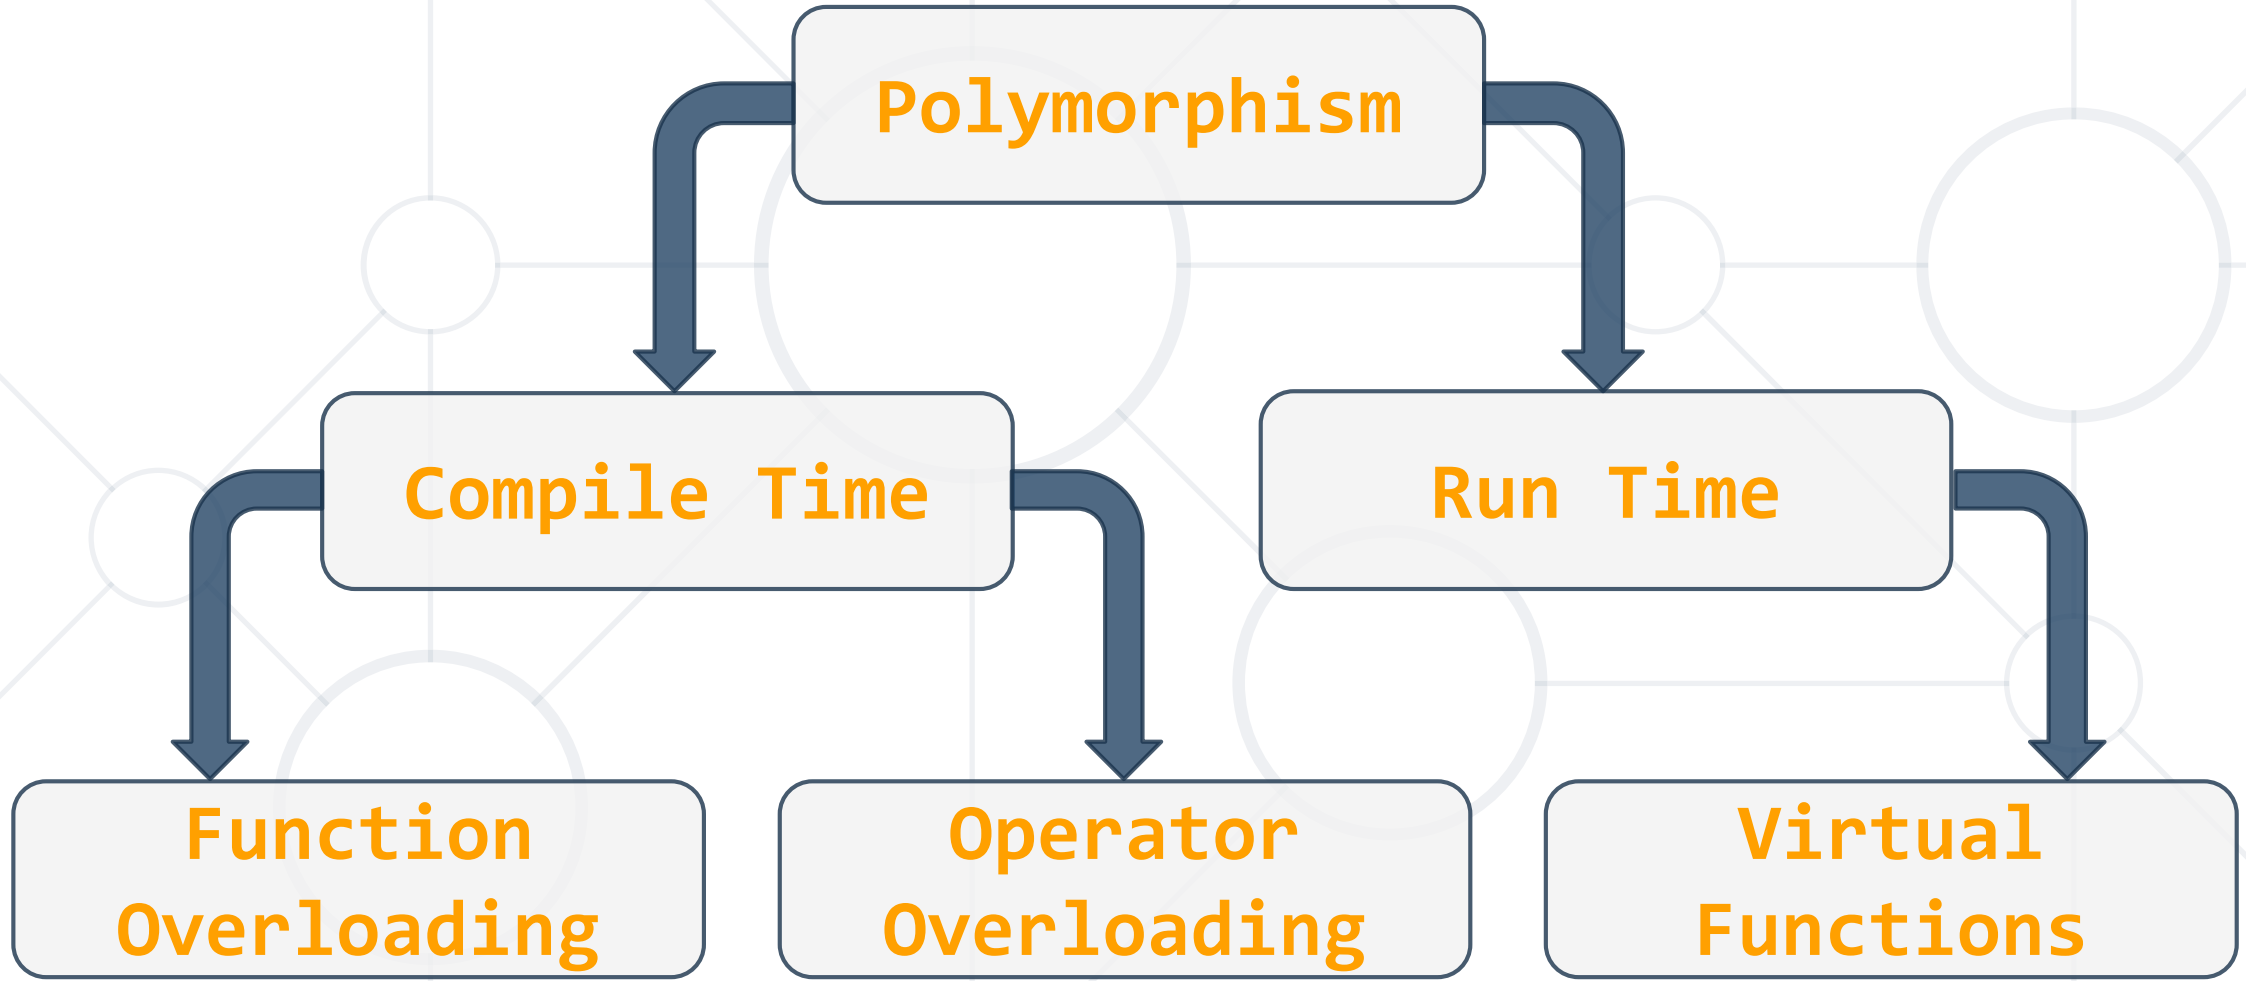 Polymorphism
Compile Time
Run Time
Function
Overloading
Operator
Overloading
Virtual
Functions